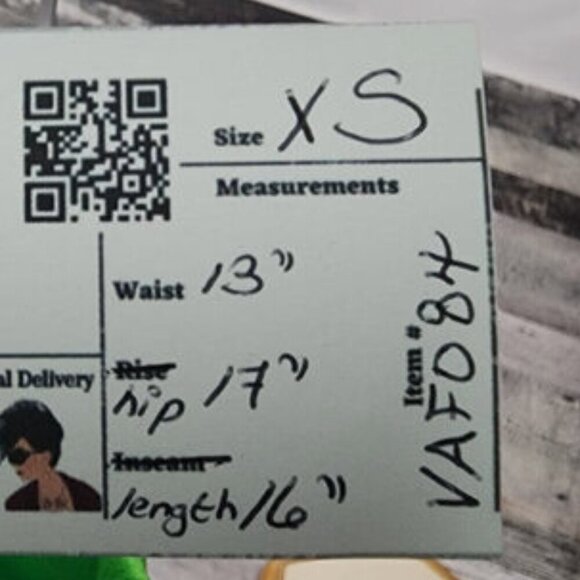 Size XS
Measurements
Waist 13"
Rise
hip 17"
Inseam
length 16"
Item # VAF084
al Delivery